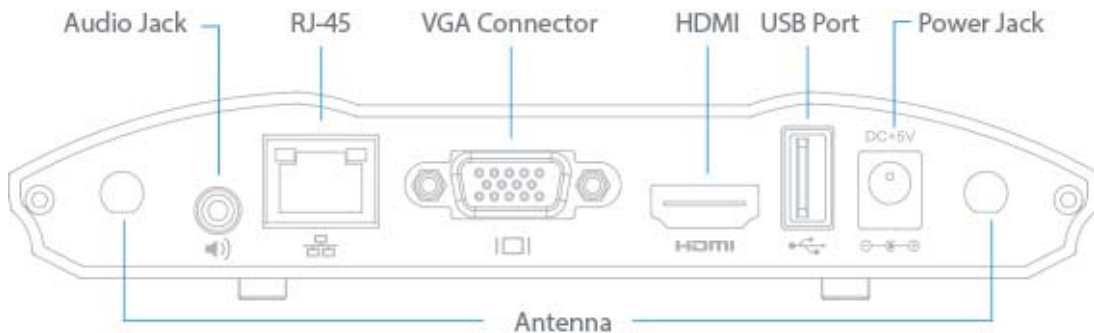 Audio Jack RJ-45 VGA Connector HDMI USB Port Power Jack
DC+5V
HDMI
Antenna